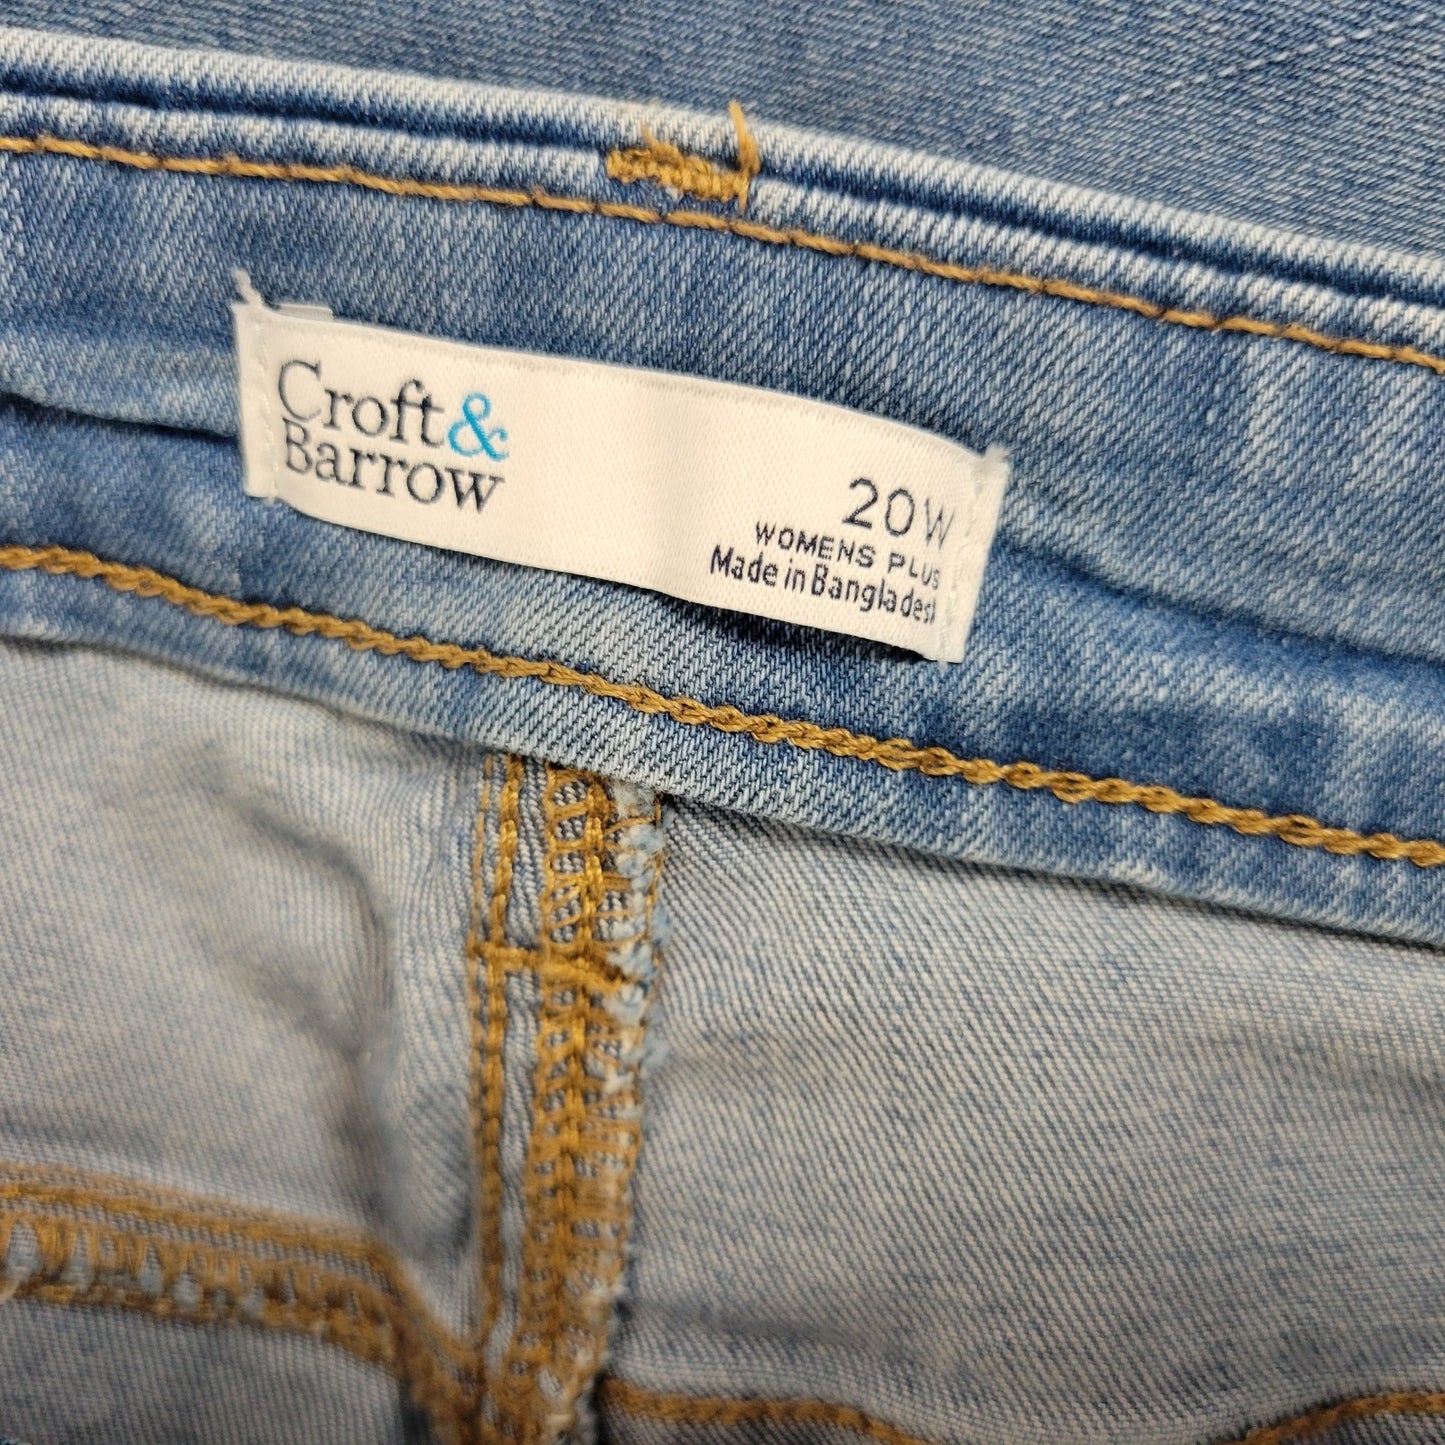 Croft&
Barrow
20W
WOMENS PLUS
Made in Bangladesh